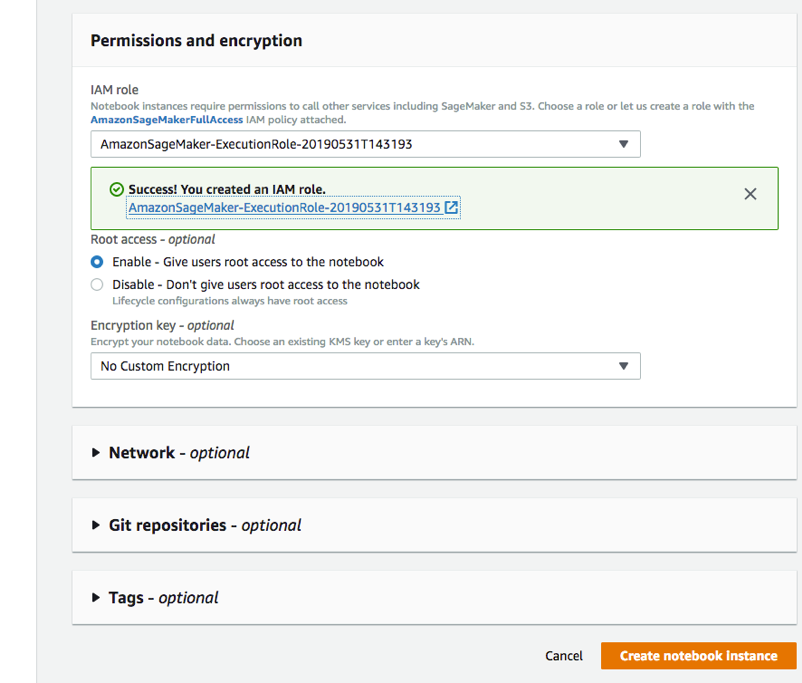 Permissions and encryption
IAM role
Notebook instances require permissions to call other services including SageMaker and S3. Choose a role or let us create a role with the
AmazonSageMakerFullAccess IAM policy attached.
AmazonSageMaker-ExecutionRole-20190531T143193
Success! You created an IAM role.
AmazonSageMaker-ExecutionRole-20190531T143193
Root access - optional
Enable - Give users root access to the notebook
Disable - Don't give users root access to the notebook
Lifecycle configurations always have root access
Encryption key - optional
Encrypt your notebook data. Choose an existing KMS key or enter a key's ARN.
No Custom Encryption
Network - optional
Git repositories - optional
Tags - optional
Cancel Create notebook instance